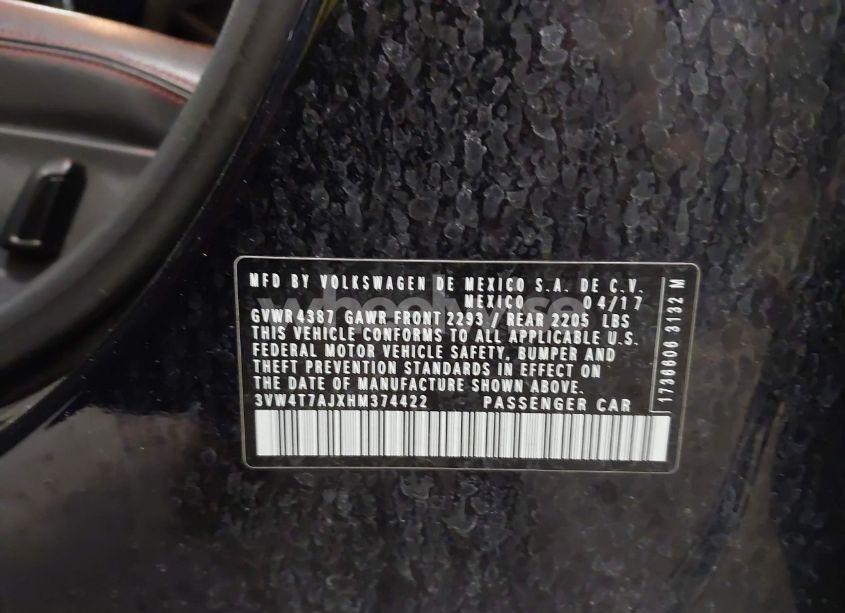 MFD BY VOLKSWAGEN DE MEXICO S.A. DE C.V.
MEXICO 04/17
GVWR 4387 GAWR FRONT 2293 / REAR 2205 LBS
THIS VEHICLE CONFORMS TO ALL APPLICABLE U.S.
FEDERAL MOTOR VEHICLE SAFETY, BUMPER AND
THEFT PREVENTION STANDARDS IN EFFECT ON
THE DATE OF MANUFACTURE SHOWN ABOVE.
3VW4T7AJXHM374422 PASSENGER CAR
1736606 3132 M